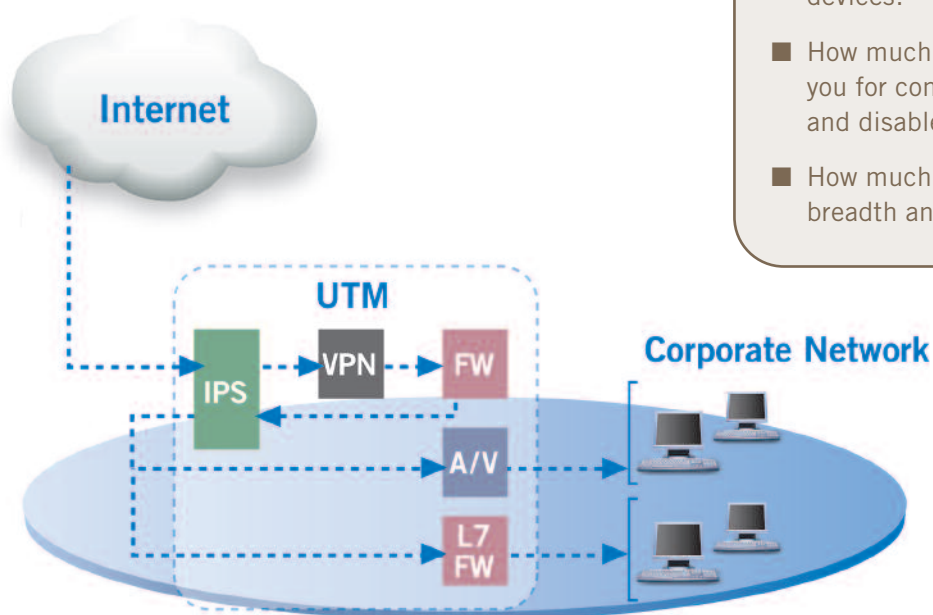 devices?
■ How much
you for con
and disable
■ How much
breadth an
Internet
UTM
Corporate Network
IPS
VPN
FW
A/V
L7
FW